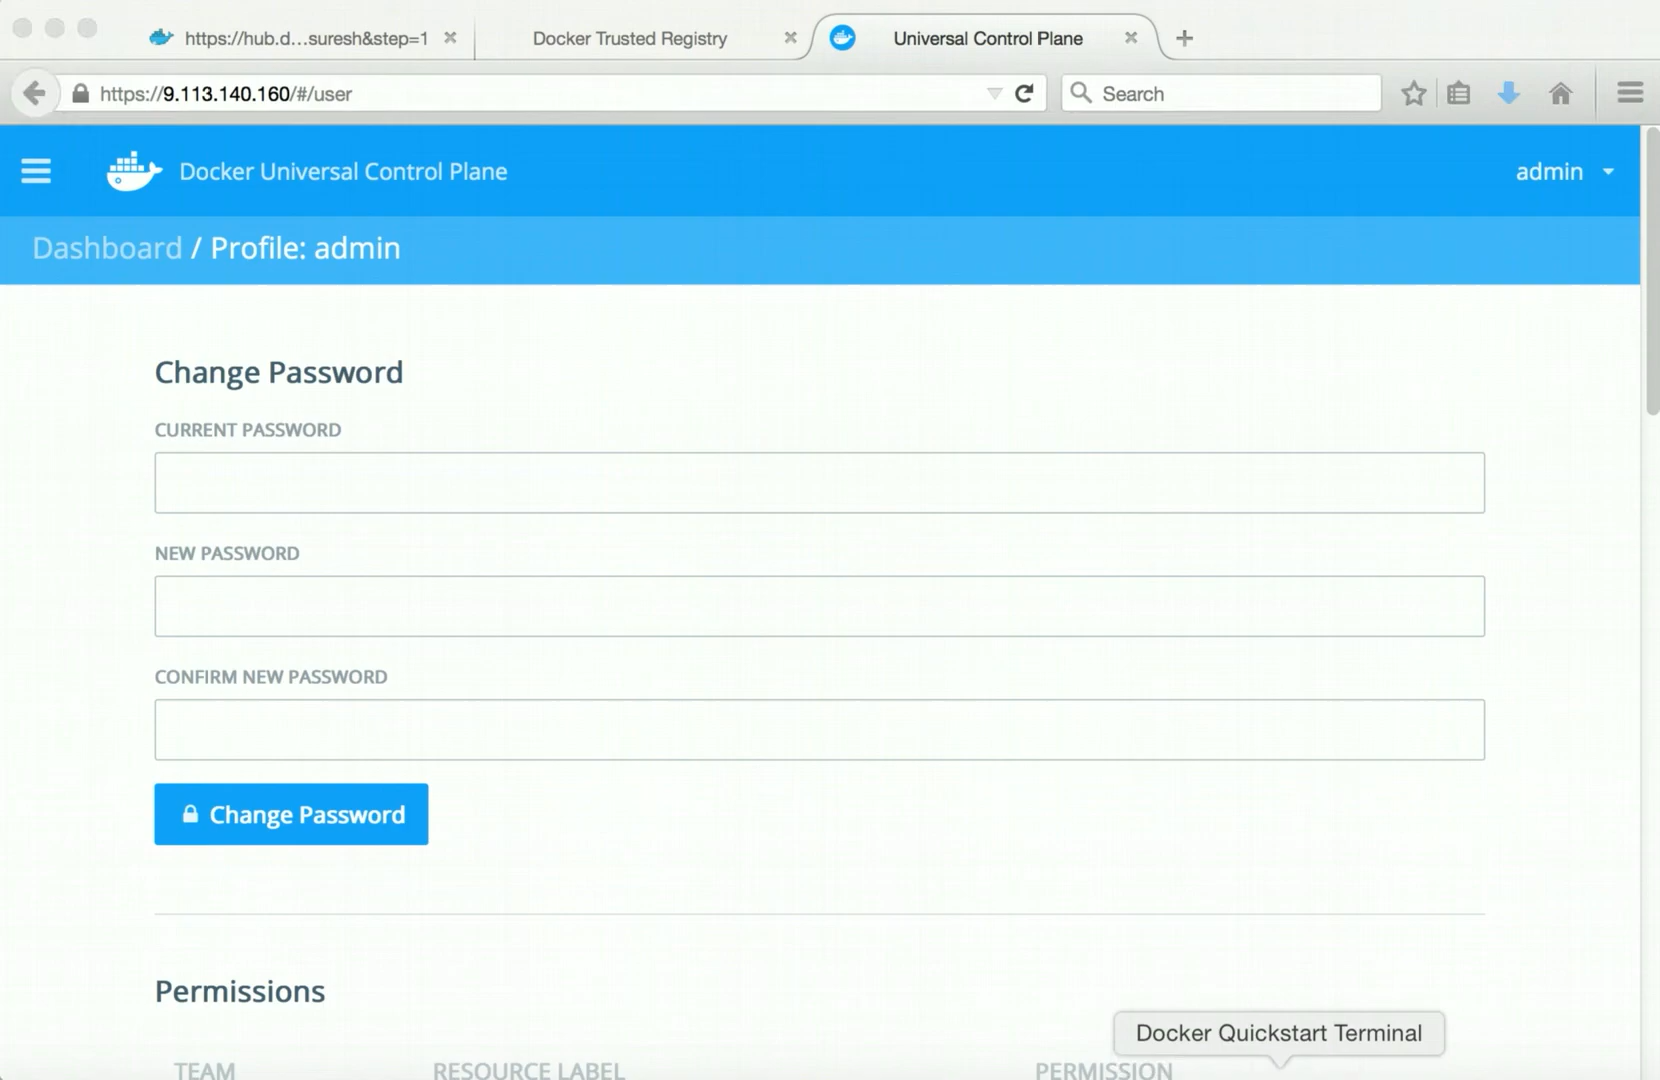 https://hub.d...suresh&step=1
Docker Trusted Registry
Universal Control Plane
https://9.113.140.160/#/user
Search
Docker Universal Control Plane
admin
Dashboard / Profile: admin
Change Password
CURRENT PASSWORD
NEW PASSWORD
CONFIRM NEW PASSWORD
Change Password
Permissions
Docker Quickstart Terminal
TEAM RESOURCE LABEL PERMISSION